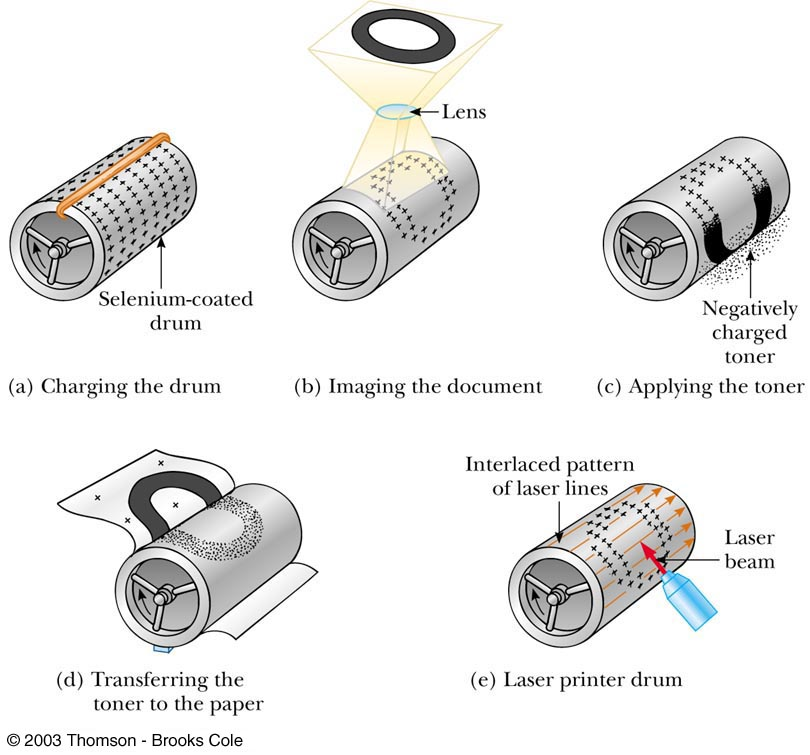 Lens
Selenium-coated
drum
Negatively
charged
toner
(a) Charging the drum
(b) Imaging the document
(c) Applying the toner
Interlaced pattern
of laser lines
Laser
beam
(d) Transferring the
toner to the paper
(e) Laser printer drum
© 2003 Thomson - Brooks Cole